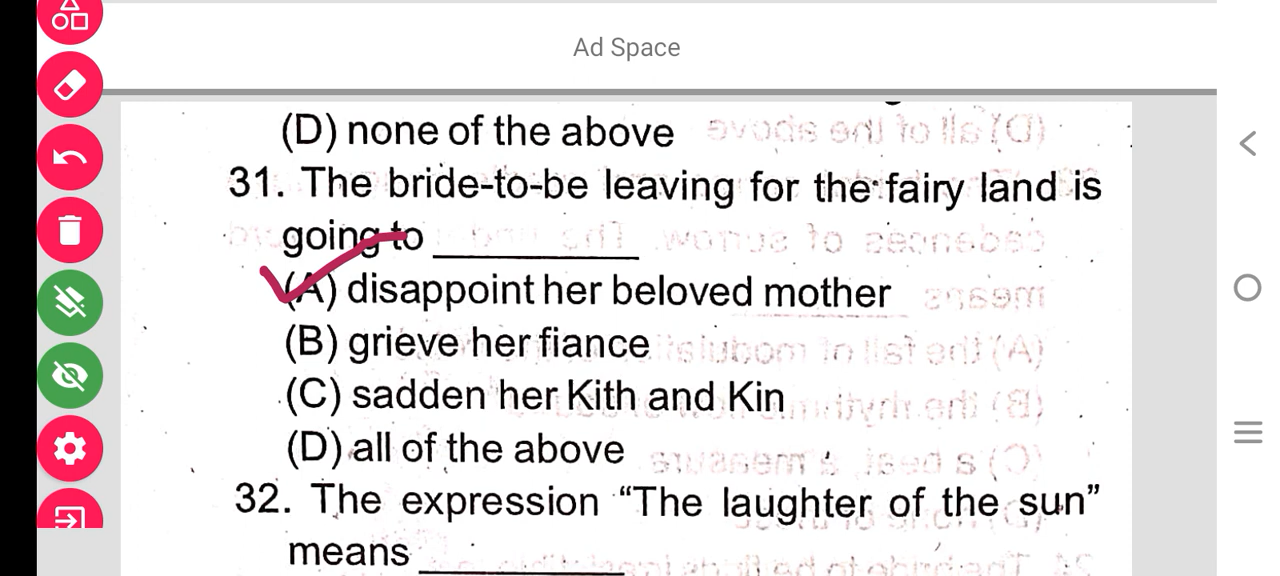 Ad Space
(D) none of the above
31. The bride-to-be leaving for the fairy land is
going to __________
(A) disappoint her beloved mother
(B) grieve her fiance
(C) sadden her Kith and Kin
(D) all of the above
32. The expression “The laughter of the sun”
means __________